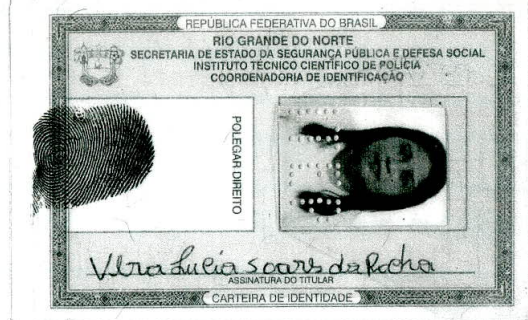 REPÚBLICA FEDERATIVA DO BRASIL
RIO GRANDE DO NORTE
SECRETARIA DE ESTADO DA SEGURANÇA PÚBLICA E DEFESA SOCIAL
INSTITUTO TÉCNICO CIENTÍFICO DE POLÍCIA
COORDENADORIA DE IDENTIFICAÇÃO
POLEGAR DIREITO
Vera Lucia Soares da Rocha
ASSINATURA DO TITULAR
CARTEIRA DE IDENTIDADE